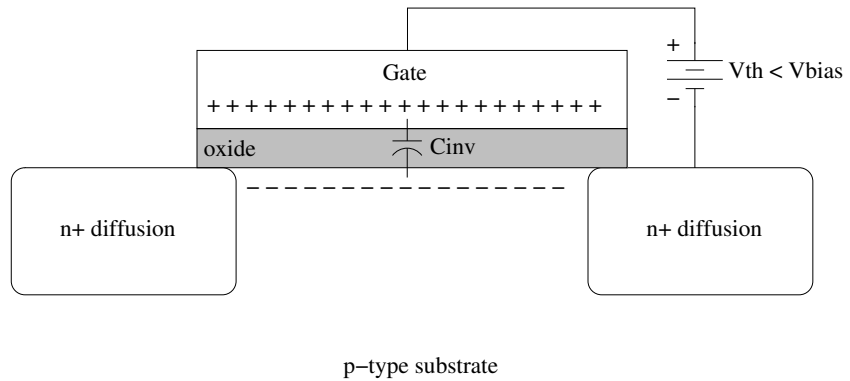 +
Gate
Vth < Vbias
+ + + + + + + + + + + + + + + + + + + + +
−
oxide
Cinv
− − − − − − − − − − − − − − − − −
n+ diffusion
n+ diffusion
p−type substrate